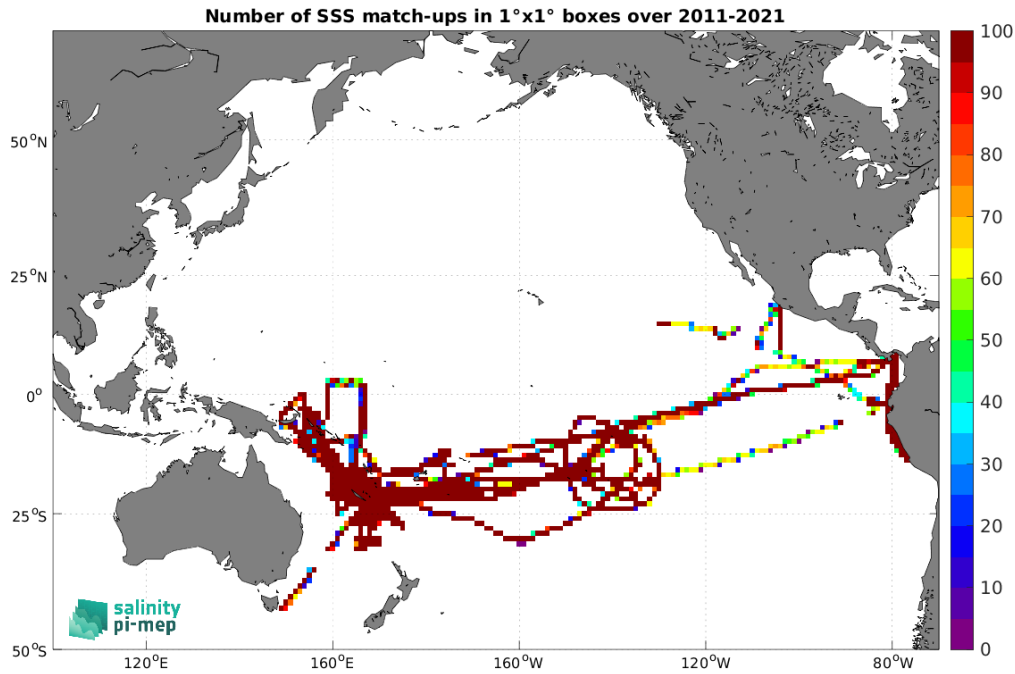 Number of SSS match-ups in 1°x1° boxes over 2011-2021
100
90
80
70
60
50
40
30
20
10
0
50°N
25°N
0°
25°S
50°S
120°E
160°E
160°W
120°W
80°W
salinity
pi-mep